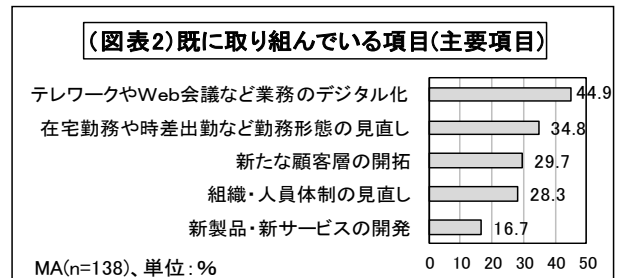 (図表2)既に取り組んでいる項目(主要項目)
テレワークやWeb会議など業務のデジタル化 44.9
在宅勤務や時差出勤など勤務形態の見直し 34.8
新たな顧客層の開拓 29.7
組織・人員体制の見直し 28.3
新製品・新サービスの開発 16.7
MA(n=138)、単位:% 0 10 20 30 40 50